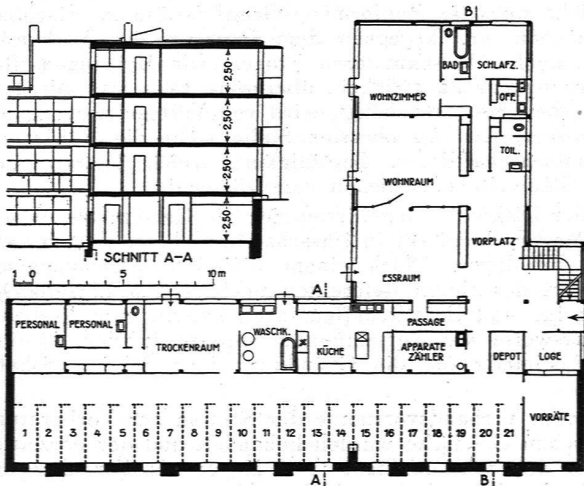 B
BAD
SCHLAFZ.
WOHNZIMMER
OFF.
TOIL.
WOHNRAUM
VORPLATZ
ESSRAUM
2,50
2,50
2,50
2,50
SCHNITT A–A
1 0 5 10 m
A
PERSONAL
PERSONAL
TROCKENRAUM
WASCHK.
KÜCHE
PASSAGE
APPARATE
ZÄHLER
DEPOT
LOGE
1 2 3 4 5 6 7 8 9 10 11 12 13 14 15 16 17 18 19 20 21
VORRÄTE
A
B